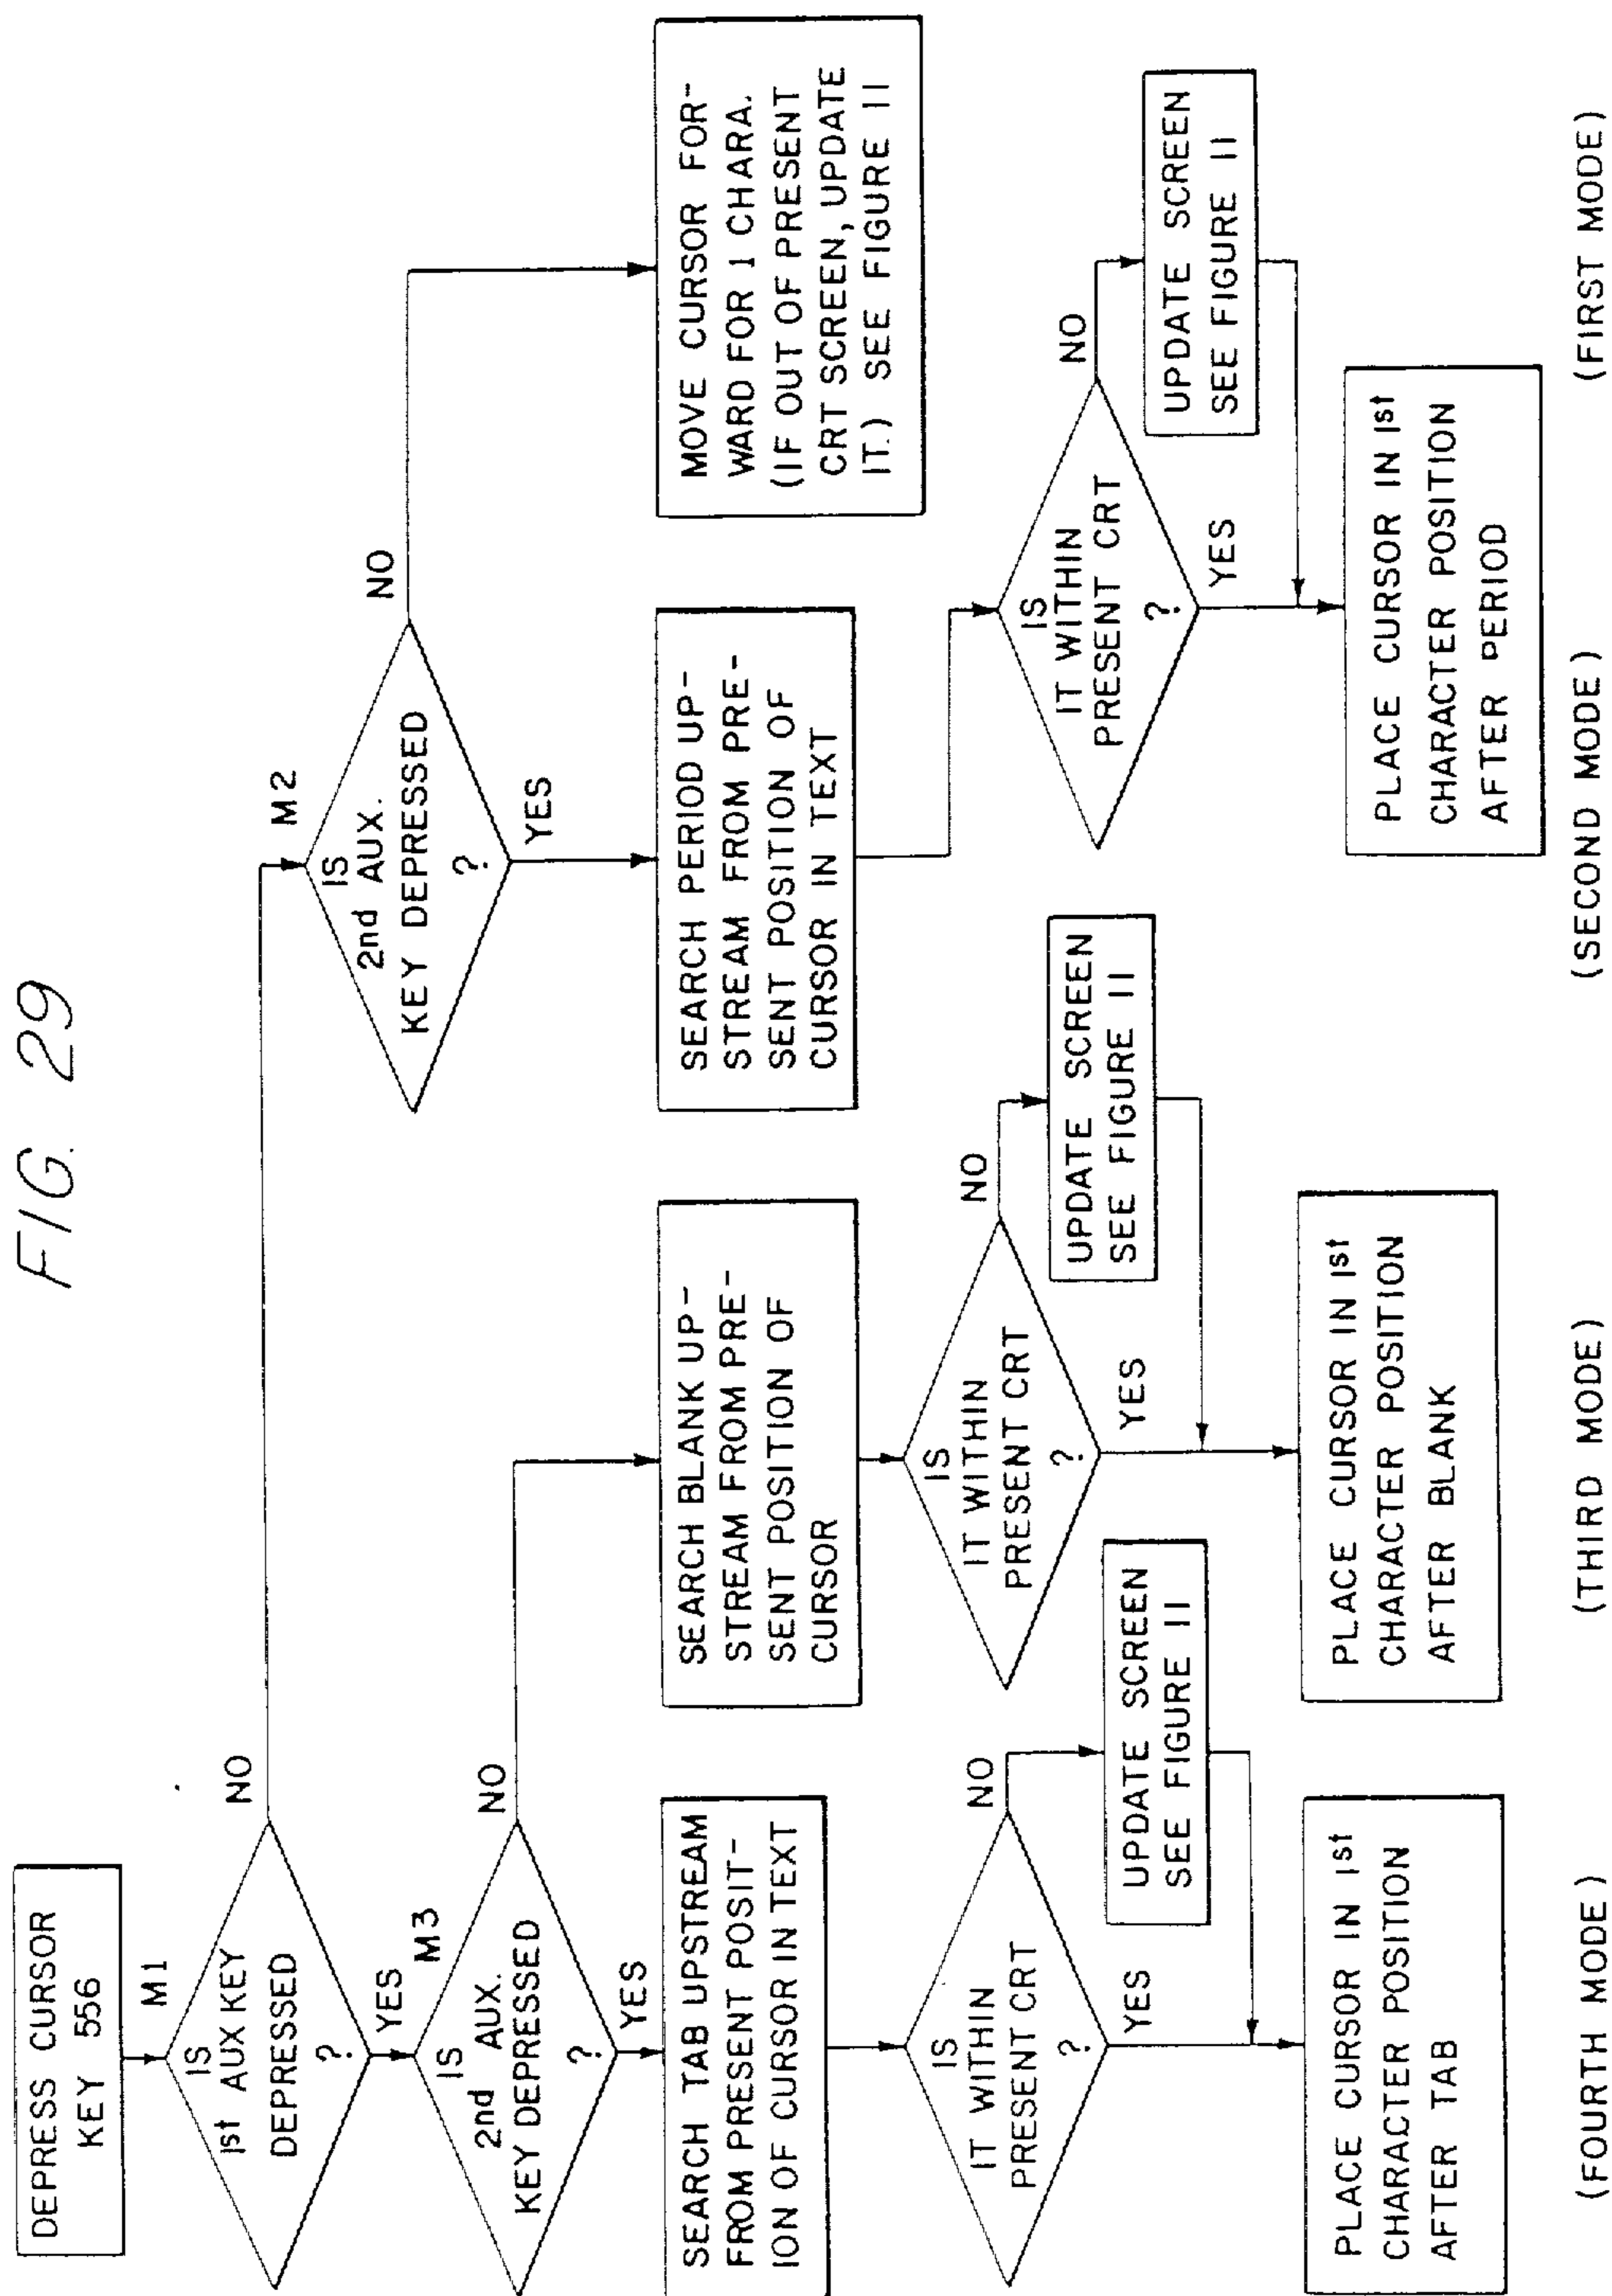 FIG. 29
DEPRESS CURSOR
KEY 556
M1
IS
1st AUX KEY
DEPRESSED
?
NO
YES
M3
IS
2nd AUX.
KEY DEPRESSED
?
NO
YES
SEARCH TAB UPSTREAM
FROM PRESENT POSIT-
ION OF CURSOR IN TEXT
IS
IT WITHIN
PRESENT CRT
?
NO
YES
UPDATE SCREEN
SEE FIGURE 11
PLACE CURSOR IN 1st
CHARACTER POSITION
AFTER TAB
(FOURTH MODE)
SEARCH BLANK UP-
STREAM FROM PRE-
SENT POSITION OF
CURSOR
IS
IT WITHIN
PRESENT CRT
?
NO
YES
UPDATE SCREEN
SEE FIGURE 11
PLACE CURSOR IN 1st
CHARACTER POSITION
AFTER BLANK
(THIRD MODE)
M2
IS
2nd AUX.
KEY DEPRESSED
?
NO
YES
SEARCH PERIOD UP-
STREAM FROM PRE-
SENT POSITION OF
CURSOR IN TEXT
IS
IT WITHIN
PRESENT CRT
?
NO
YES
UPDATE SCREEN
SEE FIGURE 11
PLACE CURSOR IN 1st
CHARACTER POSITION
AFTER PERIOD
(SECOND MODE)
MOVE CURSOR FOR-
WARD FOR 1 CHARA.
(IF OUT OF PRESENT
CRT SCREEN, UPDATE
IT.) SEE FIGURE 11
(FIRST MODE)